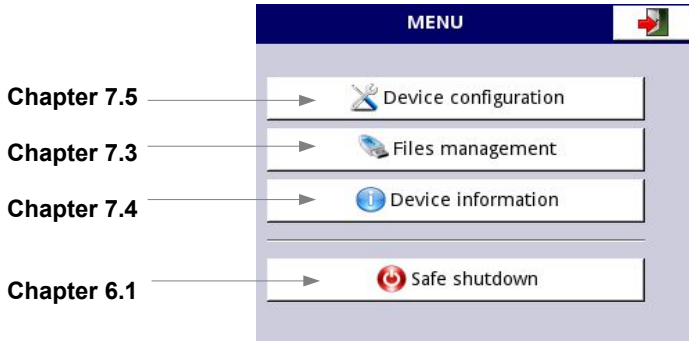 MENU
Chapter 7.5
Device configuration
Chapter 7.3
Files management
Chapter 7.4
Device information
Chapter 6.1
Safe shutdown